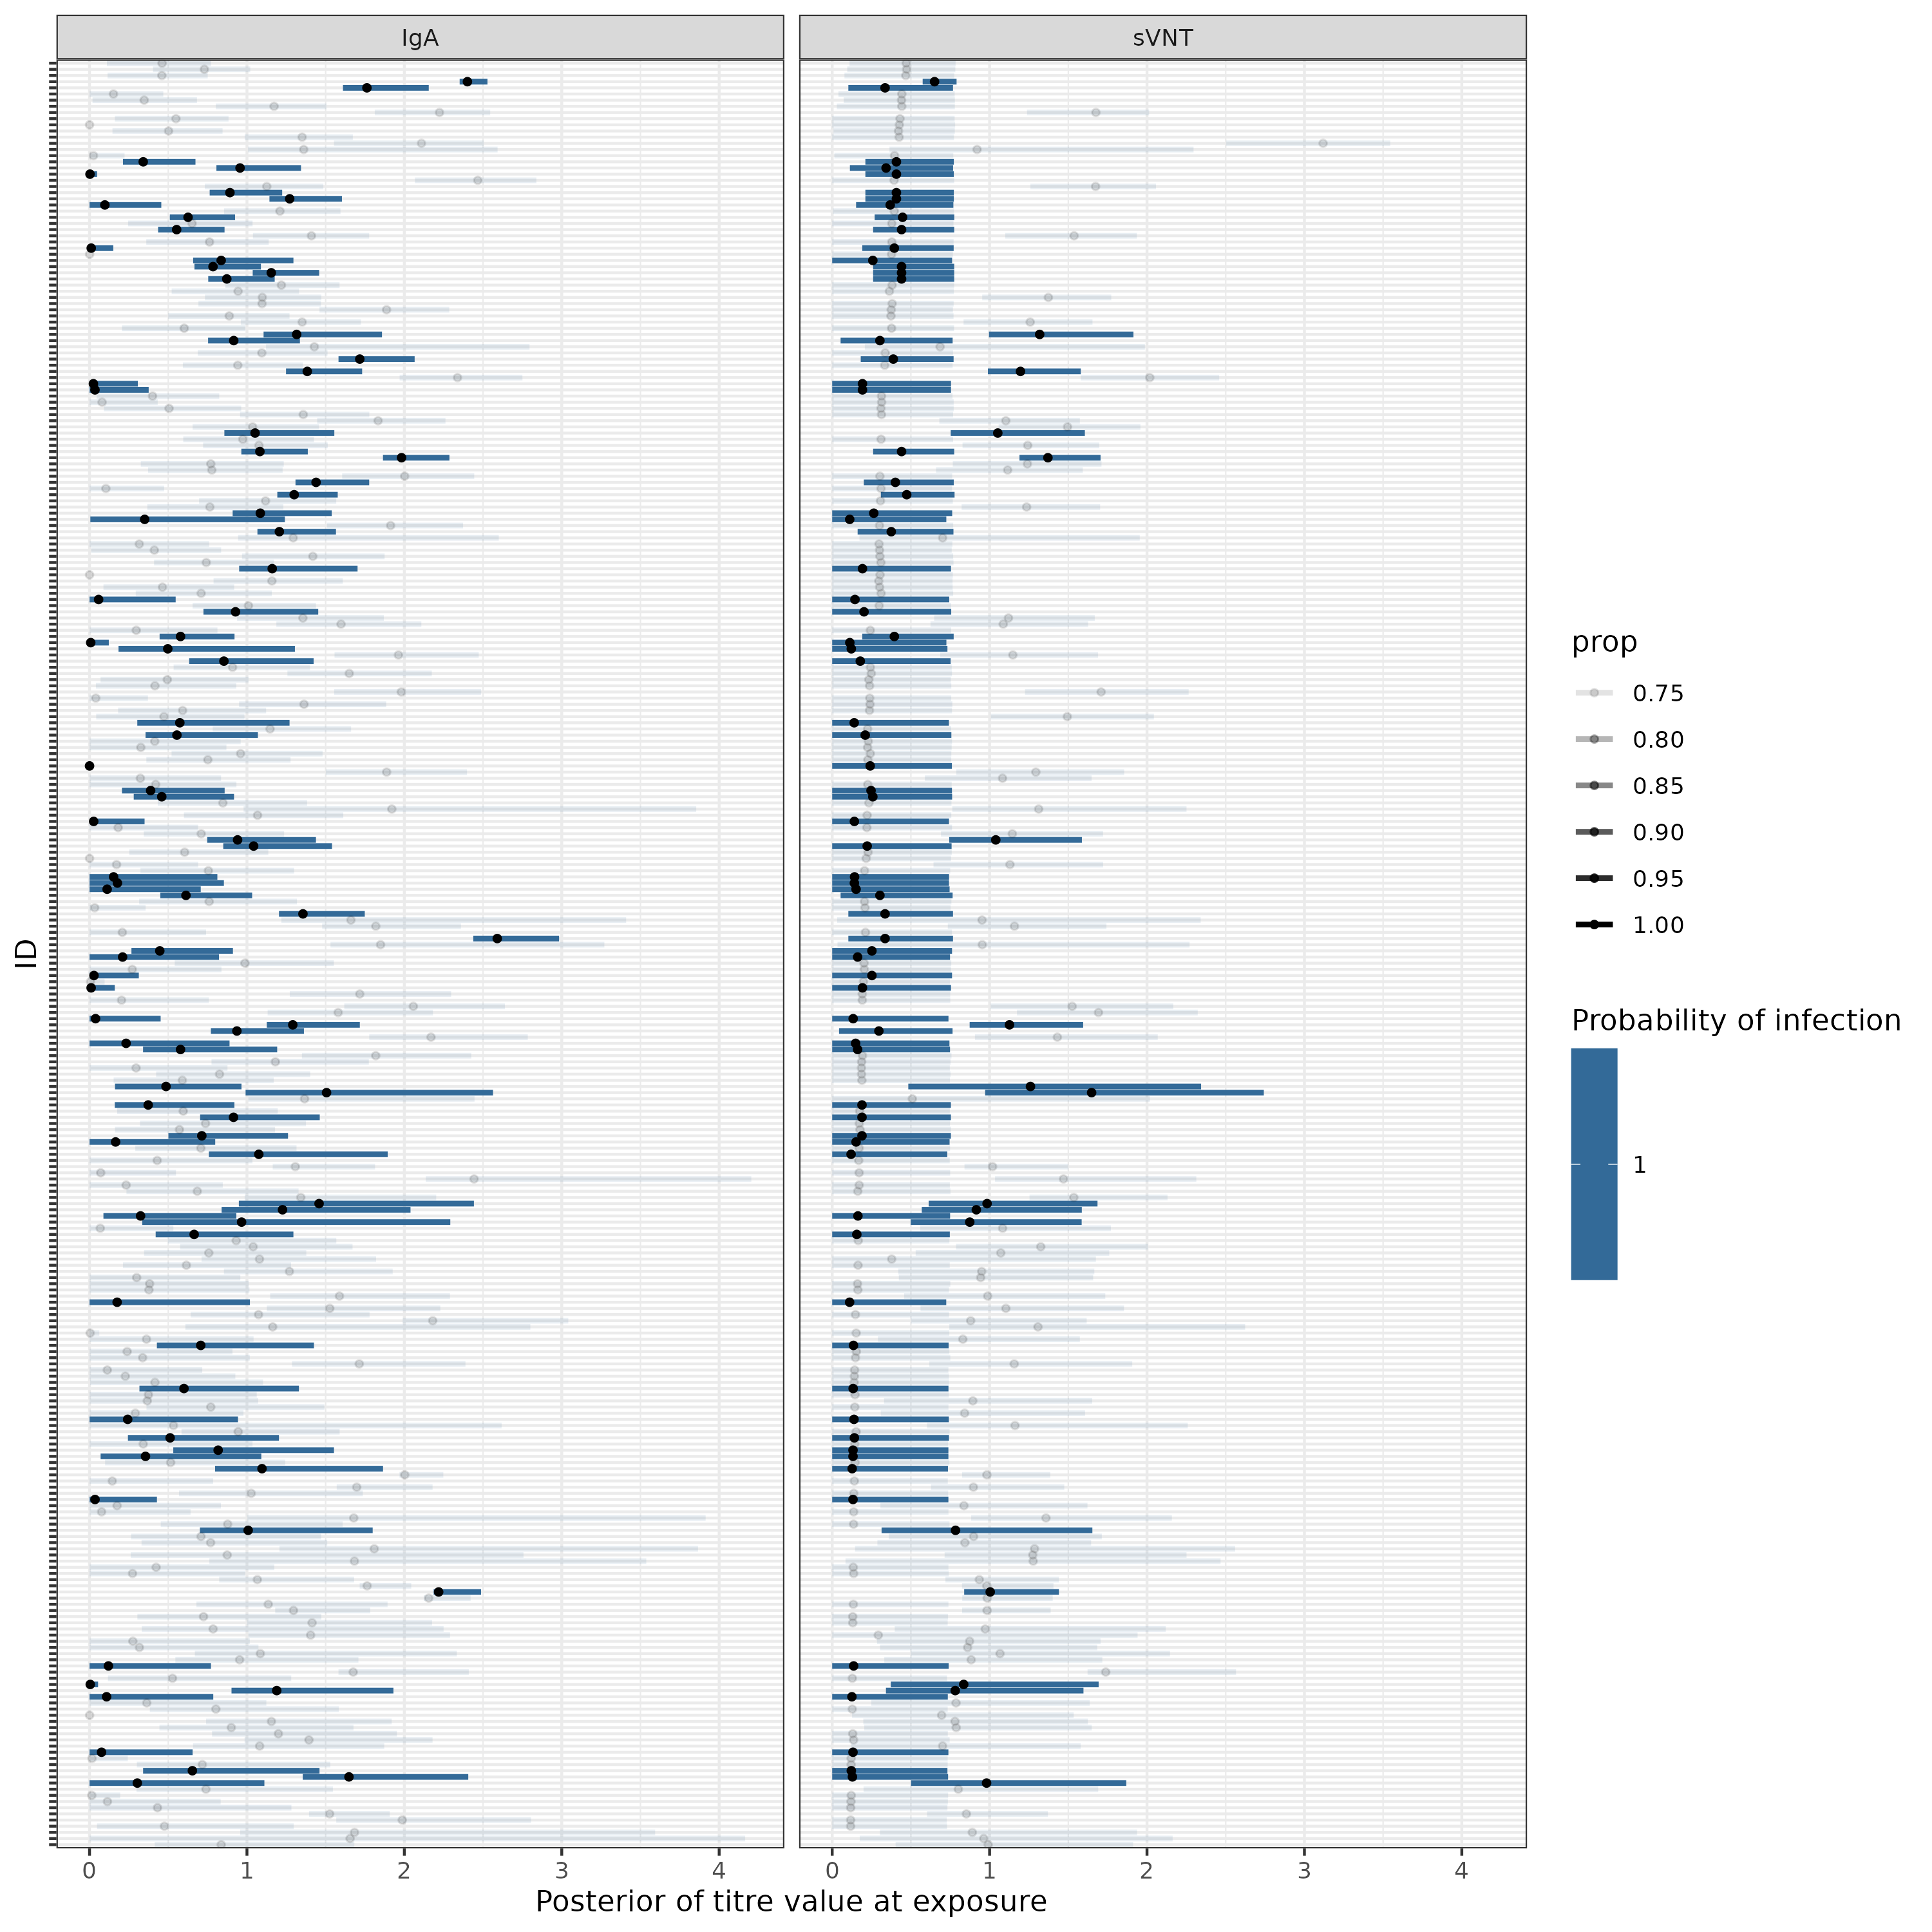 IgA
sVNT
ID
0
1
2
3
4
0
1
2
3
4
Posterior of titre value at exposure
prop
0.75
0.80
0.85
0.90
0.95
1.00
Probability of infection
1